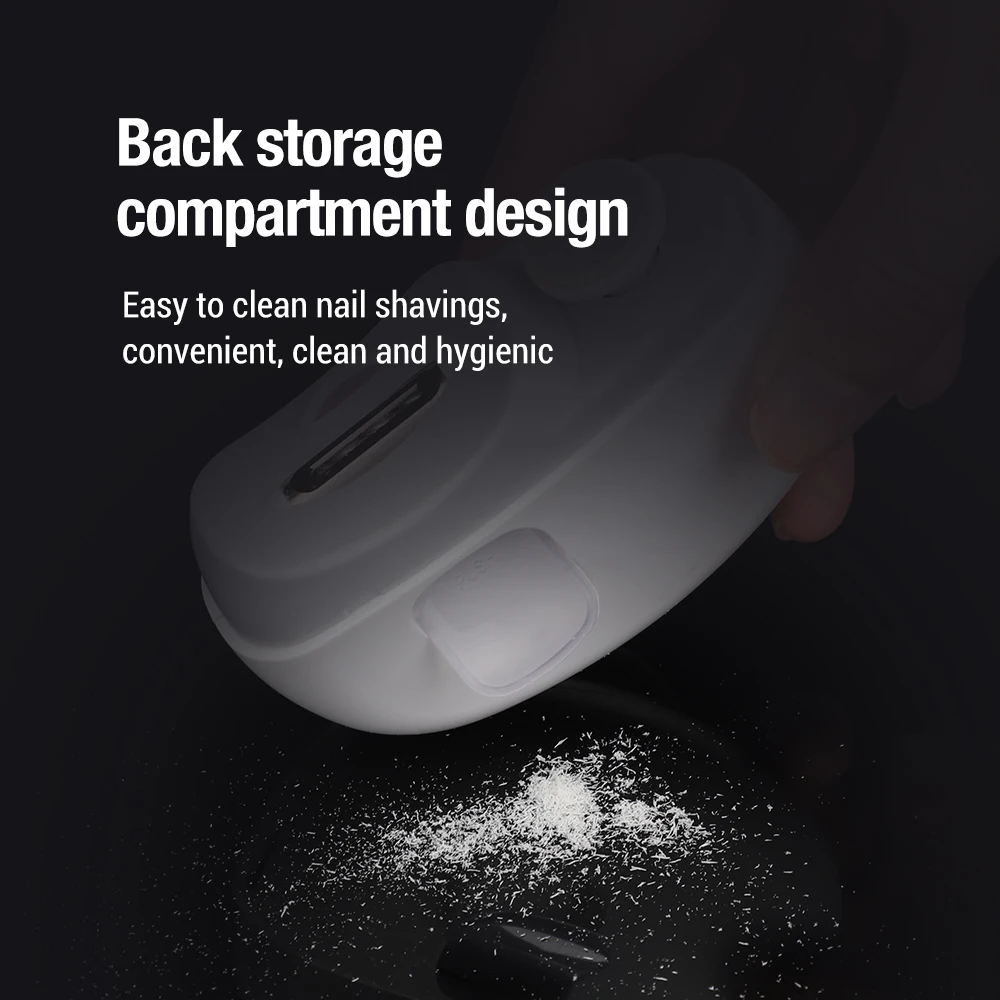 Back storage
compartment design
Easy to clean nail shavings,
convenient, clean and hygienic